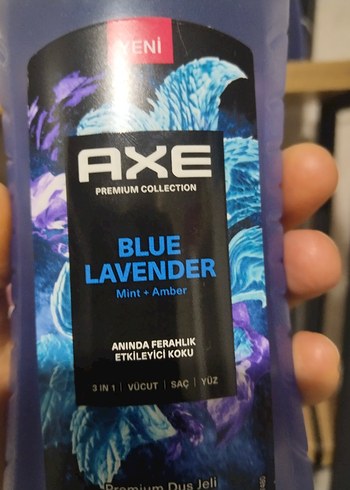 YENİ
AXE
PREMIUM COLLECTION
BLUE
LAVENDER
Mint + Amber
ANINDA FERAHLIK
ETKİLEYİCİ KOKU
3 IN 1 | VÜCUT | SAÇ | YÜZ
Premium Duş Jeli